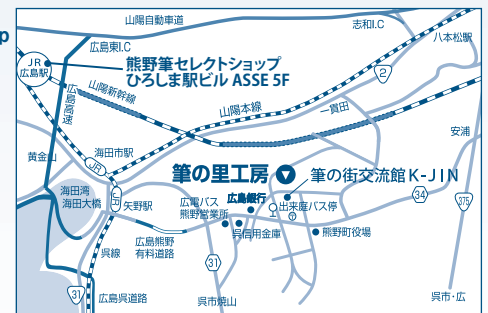 p
山陽自動車道
志和I.C
八本松駅
広島東I.C
JR
広島駅
熊野筆セレクトショップ
ひろしま駅ビル ASSE 5F
2
広島高速
山陽新幹線
山陽本線
一貫田
安浦
黄金山
海田市駅
JR
筆の里工房
筆の街交流館K-JIN
海田湾
海田大橋
JR
矢野駅
広電バス
熊野営業所
広島銀行
出来庭バス停
34
375
呉信用金庫
熊野町役場
呉線
広島熊野
有料道路
31
31
広島呉道路
呉市焼山
呉市・広